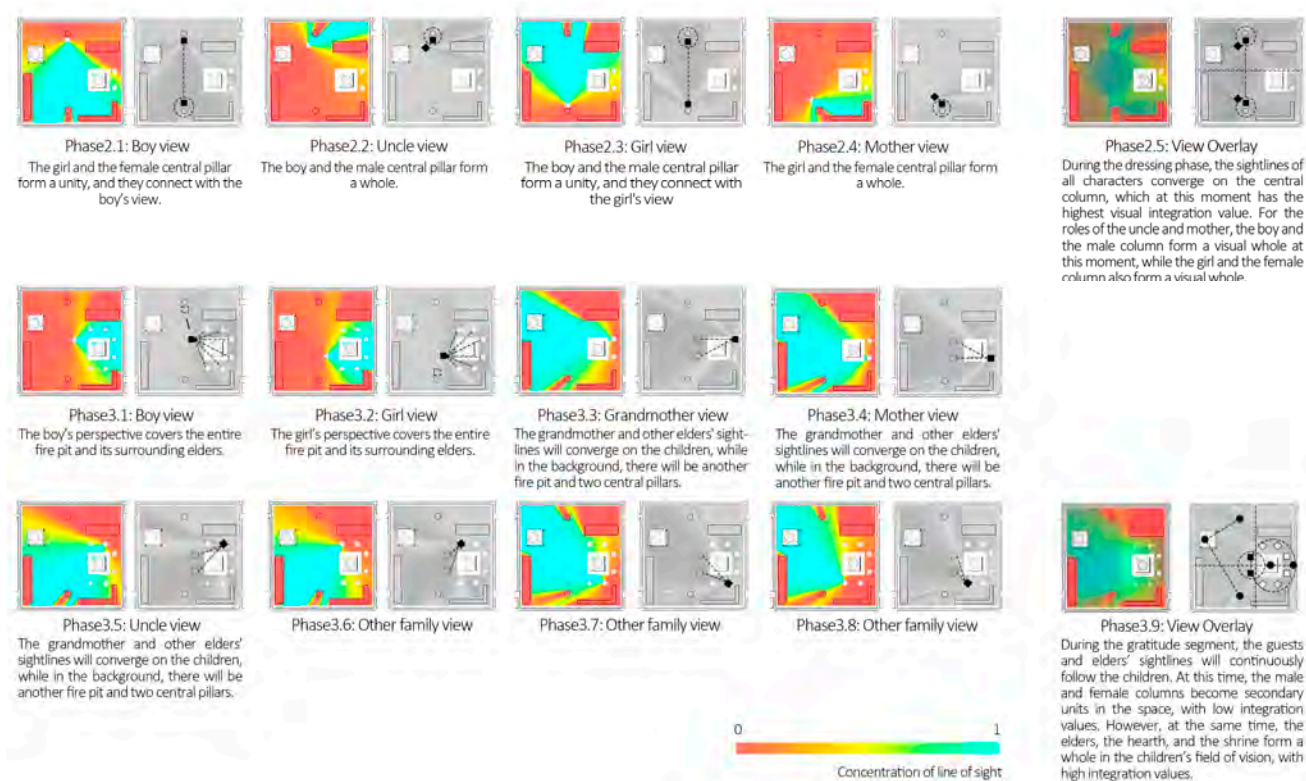 Phase2.1: Boy view
The girl and the female central pillar
form a unity, and they connect with the
boy's view.
Phase2.2: Uncle view
The boy and the male central pillar form
a whole.
Phase2.3: Girl view
The boy and the male central pillar
form a unity, and they connect with
the girl's view
Phase2.4: Mother view
The girl and the female central pillar form
a whole.
Phase2.5: View Overlay
During the dressing phase, the sightlines of
all characters converge on the central
column, which at this moment has the
highest visual integration value. For the
roles of the uncle and mother, the boy and
the male column form a visual whole at
this moment, while the girl and the female
column also form a visual whole.
Phase3.1: Boy view
The boy's perspective covers the entire
fire pit and its surrounding elders.
Phase3.2: Girl view
The girl's perspective covers the entire
fire pit and its surrounding elders.
Phase3.3: Grandmother view
The grandmother and other elders' sight-
lines will converge on the children, while
in the background, there will be another
fire pit and two central pillars.
Phase3.4: Mother view
The grandmother and other elders'
sightlines will converge on the children,
while in the background, there will be
another fire pit and two central pillars.
Phase3.5: Uncle view
The grandmother and other elders'
sightlines will converge on the children,
while in the background, there will be
another fire pit and two central pillars.
Phase3.6: Other family view
Phase3.7: Other family view
Phase3.8: Other family view
Phase3.9: View Overlay
During the gratitude segment, the guests
and elders' sightlines will continuously
follow the children. At this time, the male
and female columns become secondary
units in the space, with low integration
values. However, at the same time, the
elders, the hearth, and the shrine form a
whole in the children's field of vision, with
high integration values.
0 1
Concentration of line of sight